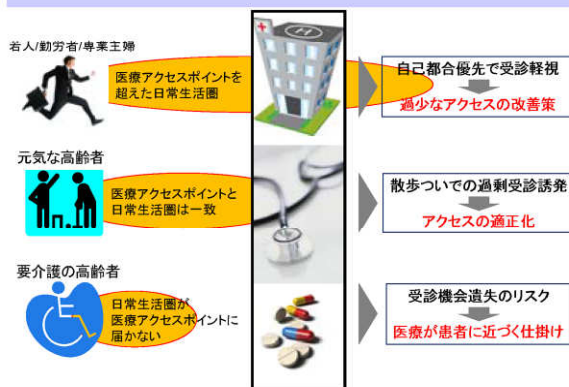 若人/勤労者/専業主婦
医療アクセスポイントを
超えた日常生活圏
自己都合優先で受診軽視
過少なアクセスの改善策
元気な高齢者
医療アクセスポイントと
日常生活圏は一致
散歩ついでの過剰受診誘発
アクセスの適正化
要介護の高齢者
日常生活圏が
医療アクセスポイントに
届かない
受診機会遺失のリスク
医療が患者に近づく仕掛け
H